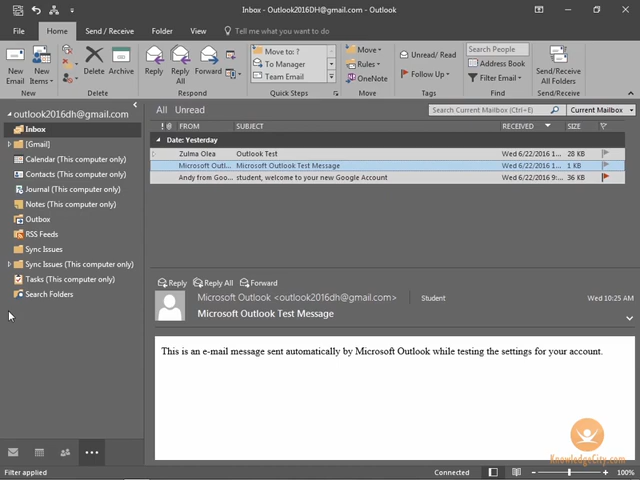 Inbox - Outlook2016DH@gmail.com - Outlook
File Home Send / Receive Folder View Tell me what you want to do
New Email
New Items
Delete
Archive
Reply
Reply All
Forward
Move to: ?
To Manager
Team Email
Move
Rules
OneNote
Unread/ Read
Follow Up
Search People
Address Book
Filter Email
Send/Receive All Folders
New Delete Respond Quick Steps Move Tags Find Send/Receive
outlook2016dh@gmail.com
Inbox
[Gmail]
Calendar (This computer only)
Contacts (This computer only)
Journal (This computer only)
Notes (This computer only)
Outbox
RSS Feeds
Sync Issues
Sync Issues (This computer only)
Tasks (This computer only)
Search Folders
All Unread
Search Current Mailbox (Ctrl+E)
Current Mailbox
FROM SUBJECT RECEIVED SIZE
Date: Yesterday
Zulma Olea Outlook Test Wed 6/22/2016 1... 28 KB
Microsoft Outl... Microsoft Outlook Test Message Wed 6/22/2016 1... 1 KB
Andy from Goo... student, welcome to your new Google Account Wed 6/22/2016 9:... 36 KB
Reply Reply All Forward
Microsoft Outlook <outlook2016dh@gmail.com> Student Wed 10:25 AM
Microsoft Outlook Test Message
This is an e-mail message sent automatically by Microsoft Outlook while testing the settings for your account.
KnowledgeCity.com
Filter applied
Connected
100%